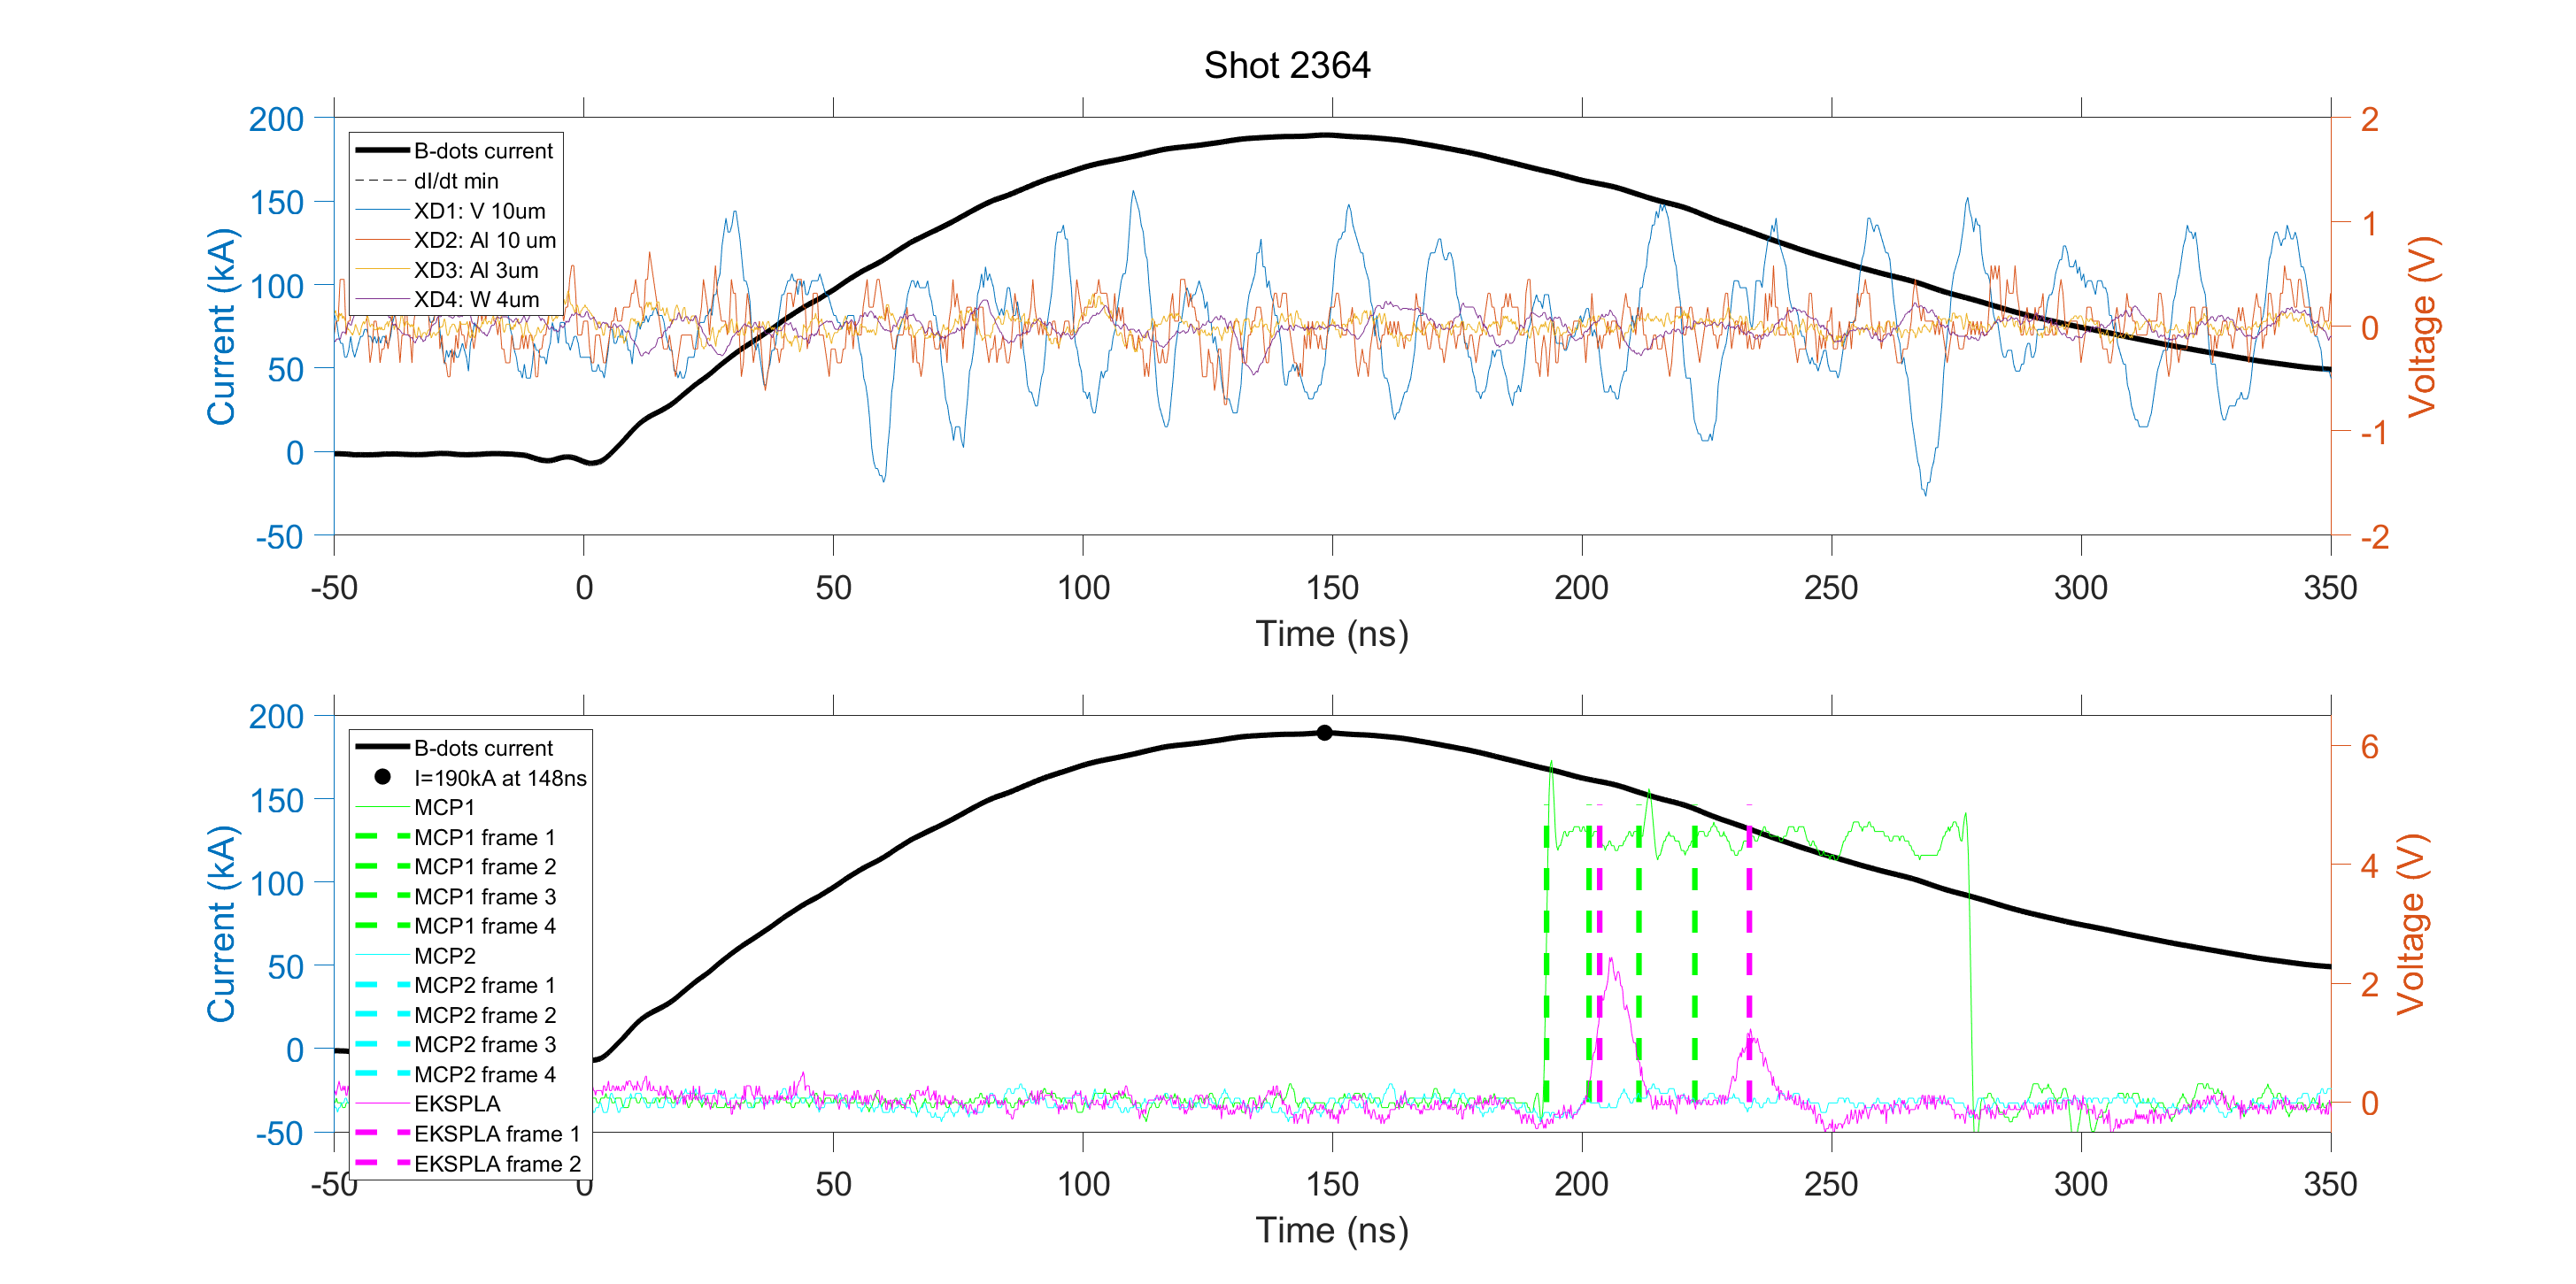 Shot 2364
200
150
100
50
0
-50
Current (kA)
B-dots current
dI/dt min
XD1: V 10um
XD2: Al 10 um
XD3: Al 3um
XD4: W 4um
2
1
0
-1
-2
Voltage (V)
-50 0 50 100 150 200 250 300 350
Time (ns)
200
150
100
50
0
-50
Current (kA)
B-dots current
I=190kA at 148ns
MCP1
MCP1 frame 1
MCP1 frame 2
MCP1 frame 3
MCP1 frame 4
MCP2
MCP2 frame 1
MCP2 frame 2
MCP2 frame 3
MCP2 frame 4
EKSPLA
EKSPLA frame 1
EKSPLA frame 2
6
4
2
0
Voltage (V)
-50 0 50 100 150 200 250 300 350
Time (ns)